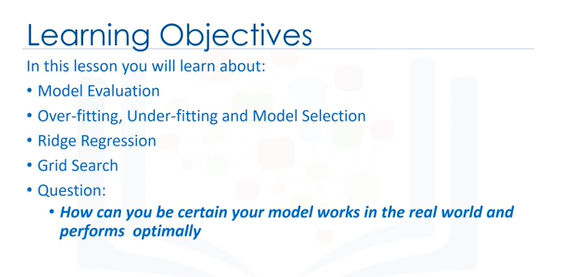 Learning Objectives
In this lesson you will learn about:
• Model Evaluation
• Over-fitting, Under-fitting and Model Selection
• Ridge Regression
• Grid Search
• Question:
• How can you be certain your model works in the real world and
performs optimally